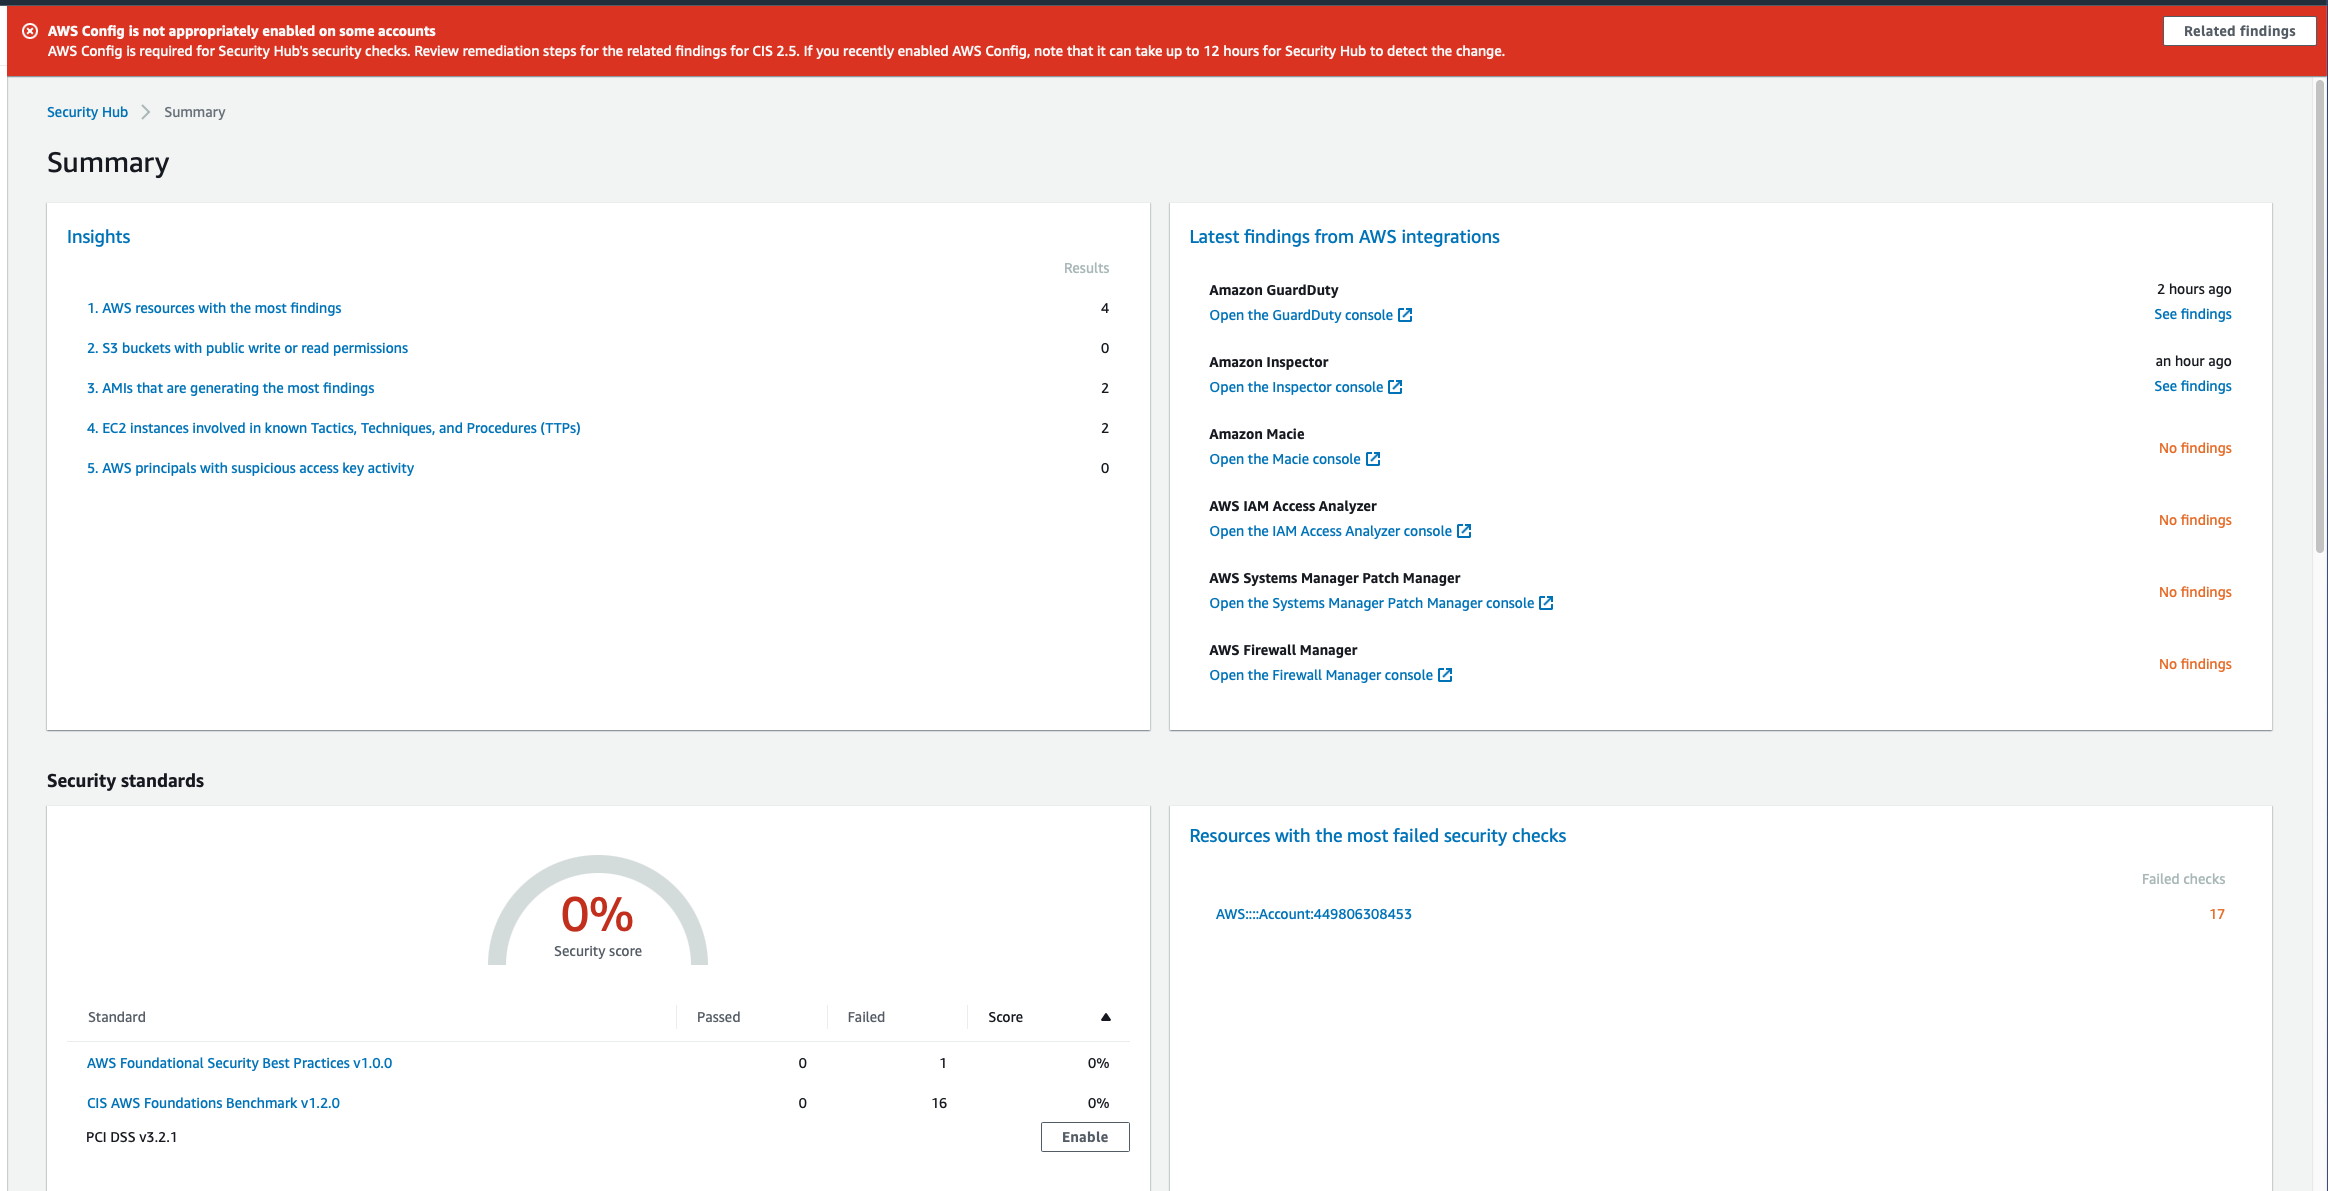 AWS Config is not appropriately enabled on some accounts
AWS Config is required for Security Hub's security checks. Review remediation steps for the related findings for CIS 2.5. If you recently enabled AWS Config, note that it can take up to 12 hours for Security Hub to detect the change.
Related findings
Security Hub Summary
Summary
Insights
Results
1. AWS resources with the most findings 4
2. S3 buckets with public write or read permissions 0
3. AMIs that are generating the most findings 2
4. EC2 instances involved in known Tactics, Techniques, and Procedures (TTPs) 2
5. AWS principals with suspicious access key activity 0
Latest findings from AWS integrations
Amazon GuardDuty 2 hours ago
Open the GuardDuty console See findings
Amazon Inspector an hour ago
Open the Inspector console See findings
Amazon Macie
Open the Macie console
No findings
AWS IAM Access Analyzer
Open the IAM Access Analyzer console
No findings
AWS Systems Manager Patch Manager
Open the Systems Manager Patch Manager console
No findings
AWS Firewall Manager
Open the Firewall Manager console
No findings
Security standards
0%
Security score
Standard Passed Failed Score
AWS Foundational Security Best Practices v1.0.0 0 1 0%
CIS AWS Foundations Benchmark v1.2.0 0 16 0%
PCI DSS v3.2.1 Enable
Resources with the most failed security checks
Failed checks
AWS::::Account:449806308453 17